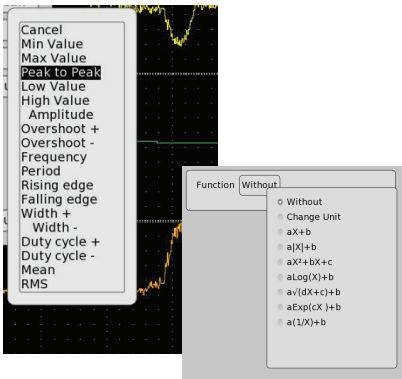 Cancel
Min Value
Max Value
Peak to Peak
Low Value
High Value
Amplitude
Overshoot +
Overshoot -
Frequency
Period
Rising edge
Falling edge
Width +
Width -
Duty cycle +
Duty cycle -
Mean
RMS
Function Without
Without
Change Unit
aX+b
a|X|+b
aX²+bX+c
aLog(X)+b
a√(dX+c)+b
aExp(cX )+b
a(1/X)+b